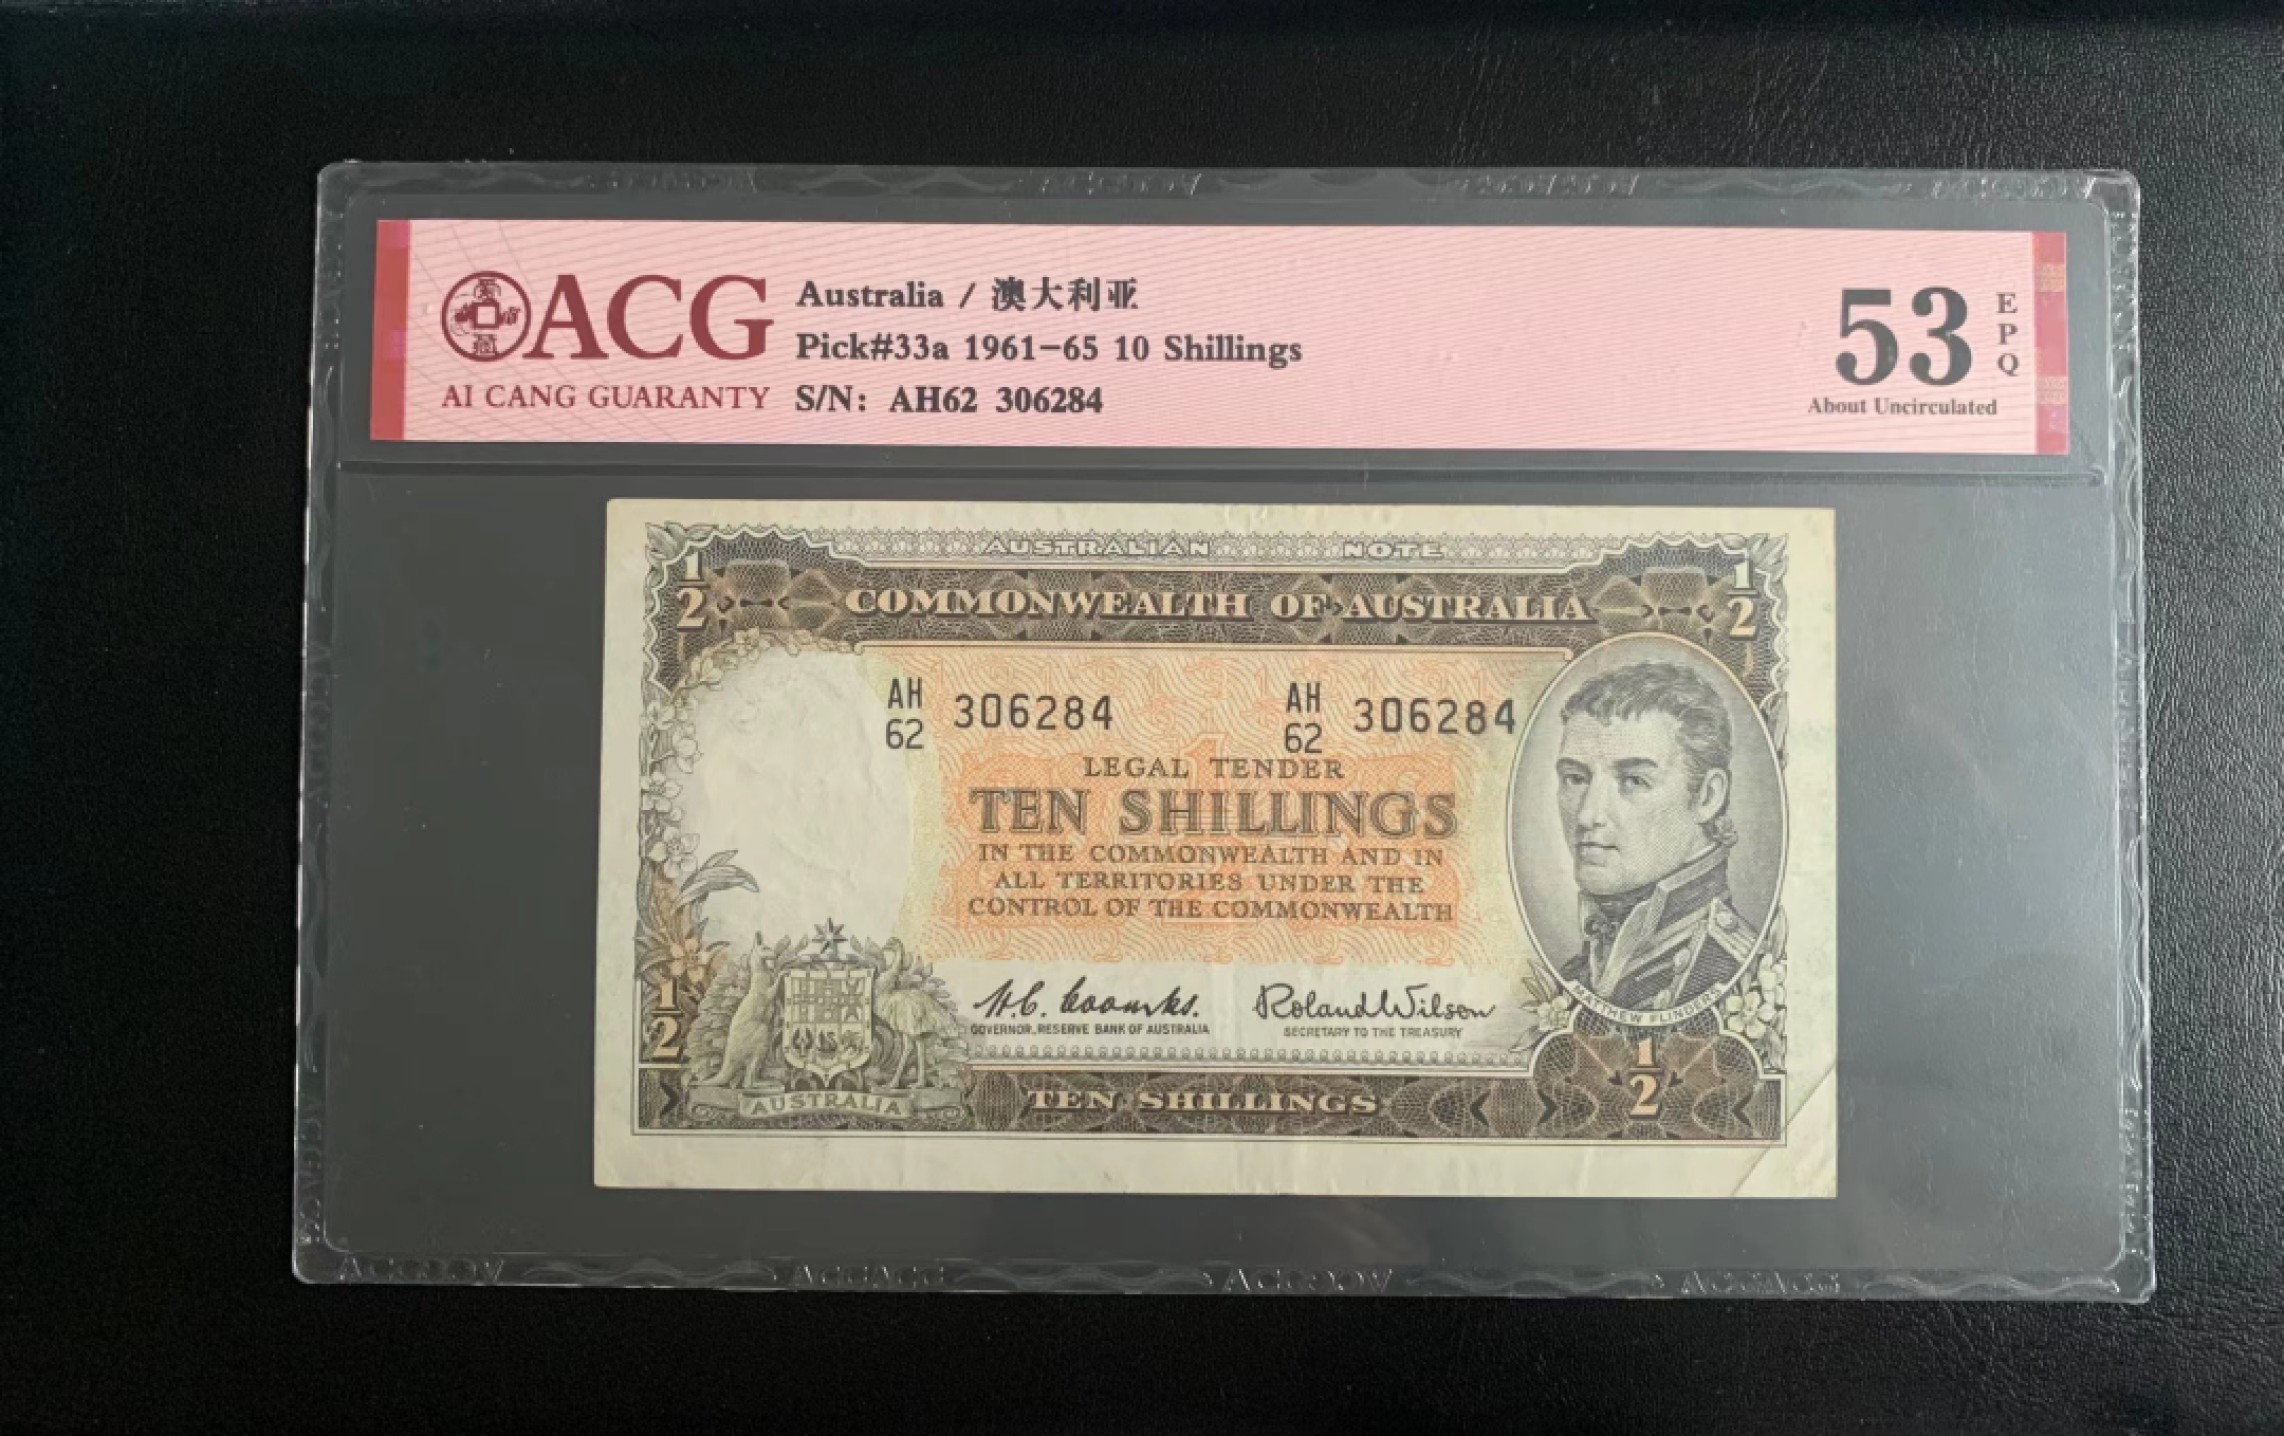 ACG
AI CANG GUARANTY
Australia / 澳大利亚
Pick#33a 1961-65 10 Shillings
S/N: AH62 306284
53
EPQ
About Uncirculated
AUSTRALIAN NOTE
1/2 COMMONWEALTH OF AUSTRALIA 1/2
AH 62 306284 AH 62 306284
LEGAL TENDER
TEN SHILLINGS
IN THE COMMONWEALTH AND IN
ALL TERRITORIES UNDER THE
CONTROL OF THE COMMONWEALTH
H.C. Coombs. Roland Wilson
GOVERNOR, RESERVE BANK OF AUSTRALIA SECRETARY TO THE TREASURY
MATTHEW FLINDERS
1/2 1/2
AUSTRALIA TEN SHILLINGS
ACGACG